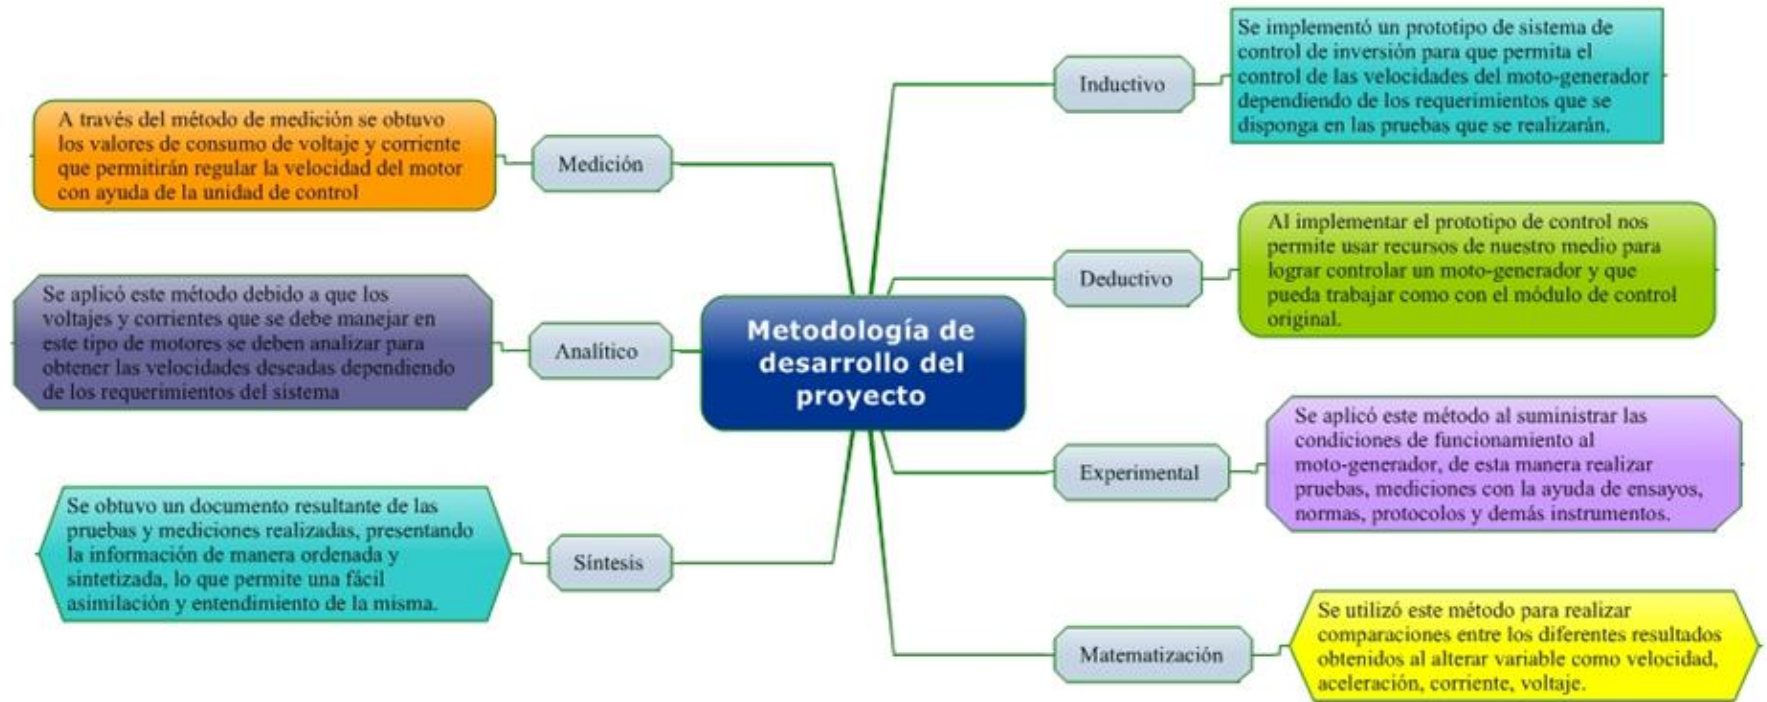 Metodología de
desarrollo del
proyecto
Inductivo
Se implementó un prototipo de sistema de
control de inversión para que permita el
control de las velocidades del moto-generador
dependiendo de los requerimientos que se
disponga en las pruebas que se realizarán.
Deductivo
Al implementar el prototipo de control nos
permite usar recursos de nuestro medio para
lograr controlar un moto-generador y que
pueda trabajar como con el módulo de control
original.
Experimental
Se aplicó este método al suministrar las
condiciones de funcionamiento al
moto-generador, de esta manera realizar
pruebas, mediciones con la ayuda de ensayos,
normas, protocolos y demás instrumentos.
Matematización
Se utilizó este método para realizar
comparaciones entre los diferentes resultados
obtenidos al alterar variable como velocidad,
aceleración, corriente, voltaje.
Medición
A través del método de medición se obtuvo
los valores de consumo de voltaje y corriente
que permitirán regular la velocidad del motor
con ayuda de la unidad de control
Analítico
Se aplicó este método debido a que los
voltajes y corrientes que se debe manejar en
este tipo de motores se deben analizar para
obtener las velocidades deseadas dependiendo
de los requerimientos del sistema
Síntesis
Se obtuvo un documento resultante de las
pruebas y mediciones realizadas, presentando
la información de manera ordenada y
sintetizada, lo que permite una fácil
asimilación y entendimiento de la misma.